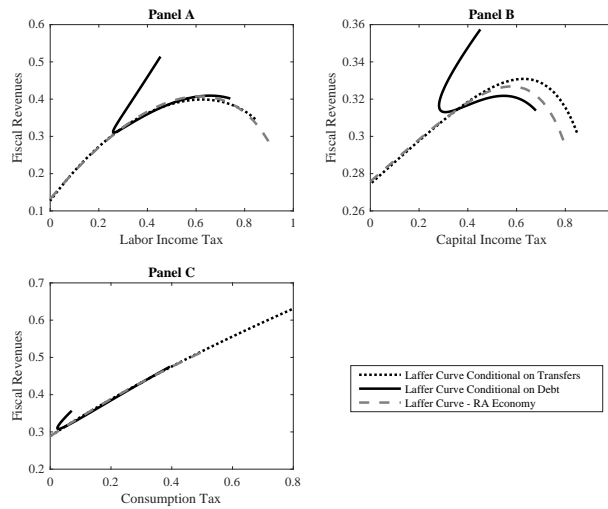 Panel A
0.6
0.5
0.4
0.3
0.2
0.1
Fiscal Revenues
0 0.2 0.4 0.6 0.8 1
Labor Income Tax
Panel B
0.36
0.34
0.32
0.3
0.28
0.26
Fiscal Revenues
0 0.2 0.4 0.6 0.8 1
Capital Income Tax
Panel C
0.7
0.6
0.5
0.4
0.3
0.2
Fiscal Revenues
0 0.2 0.4 0.6 0.8
Consumption Tax
Laffer Curve Conditional on Transfers
Laffer Curve Conditional on Debt
Laffer Curve - RA Economy